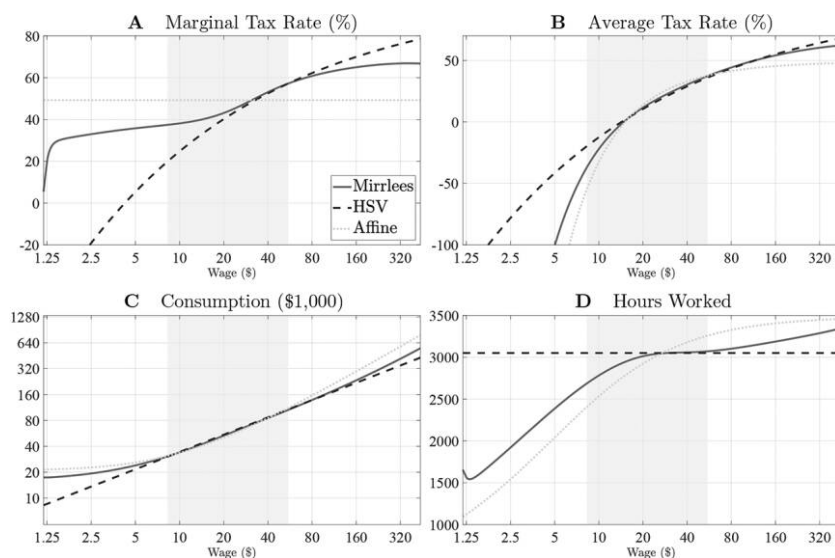 A Marginal Tax Rate (%)
80
60
40
20
0
-20
1.25 2.5 5 10 20 40 80 160 320
Wage ($)
Mirrlees
HSV
Affine
B Average Tax Rate (%)
50
0
-50
-100
1.25 2.5 5 10 20 40 80 160 320
Wage ($)
C Consumption ($1,000)
1280
640
320
160
80
40
20
10
1.25 2.5 5 10 20 40 80 160 320
Wage ($)
D Hours Worked
3500
3000
2500
2000
1500
1000
1.25 2.5 5 10 20 40 80 160 320
Wage ($)